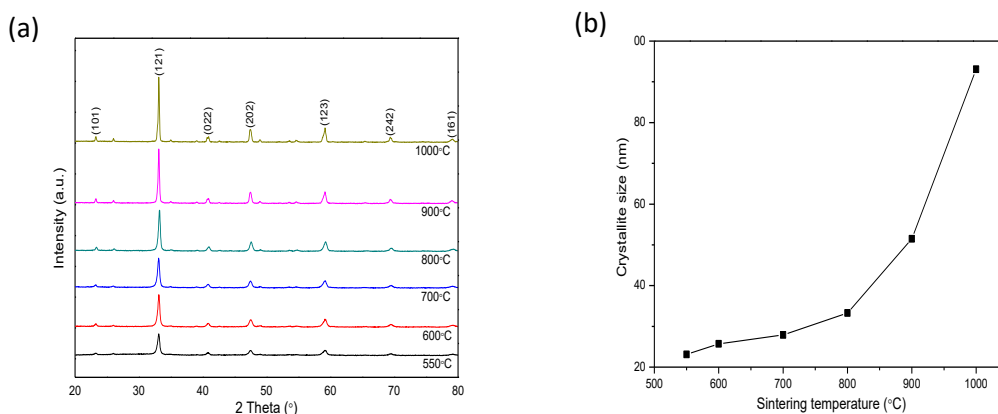 (a)
(101)
(121)
(022)
(202)
(123)
(242)
(161)
1000°C
900°C
800°C
700°C
600°C
550°C
Intensity (a.u.)
20 30 40 50 60 70 80
2 Theta (°)
(b)
00
80
60
40
20
Crystallite size (nm)
500 600 700 800 900 1000
Sintering temperature (°C)